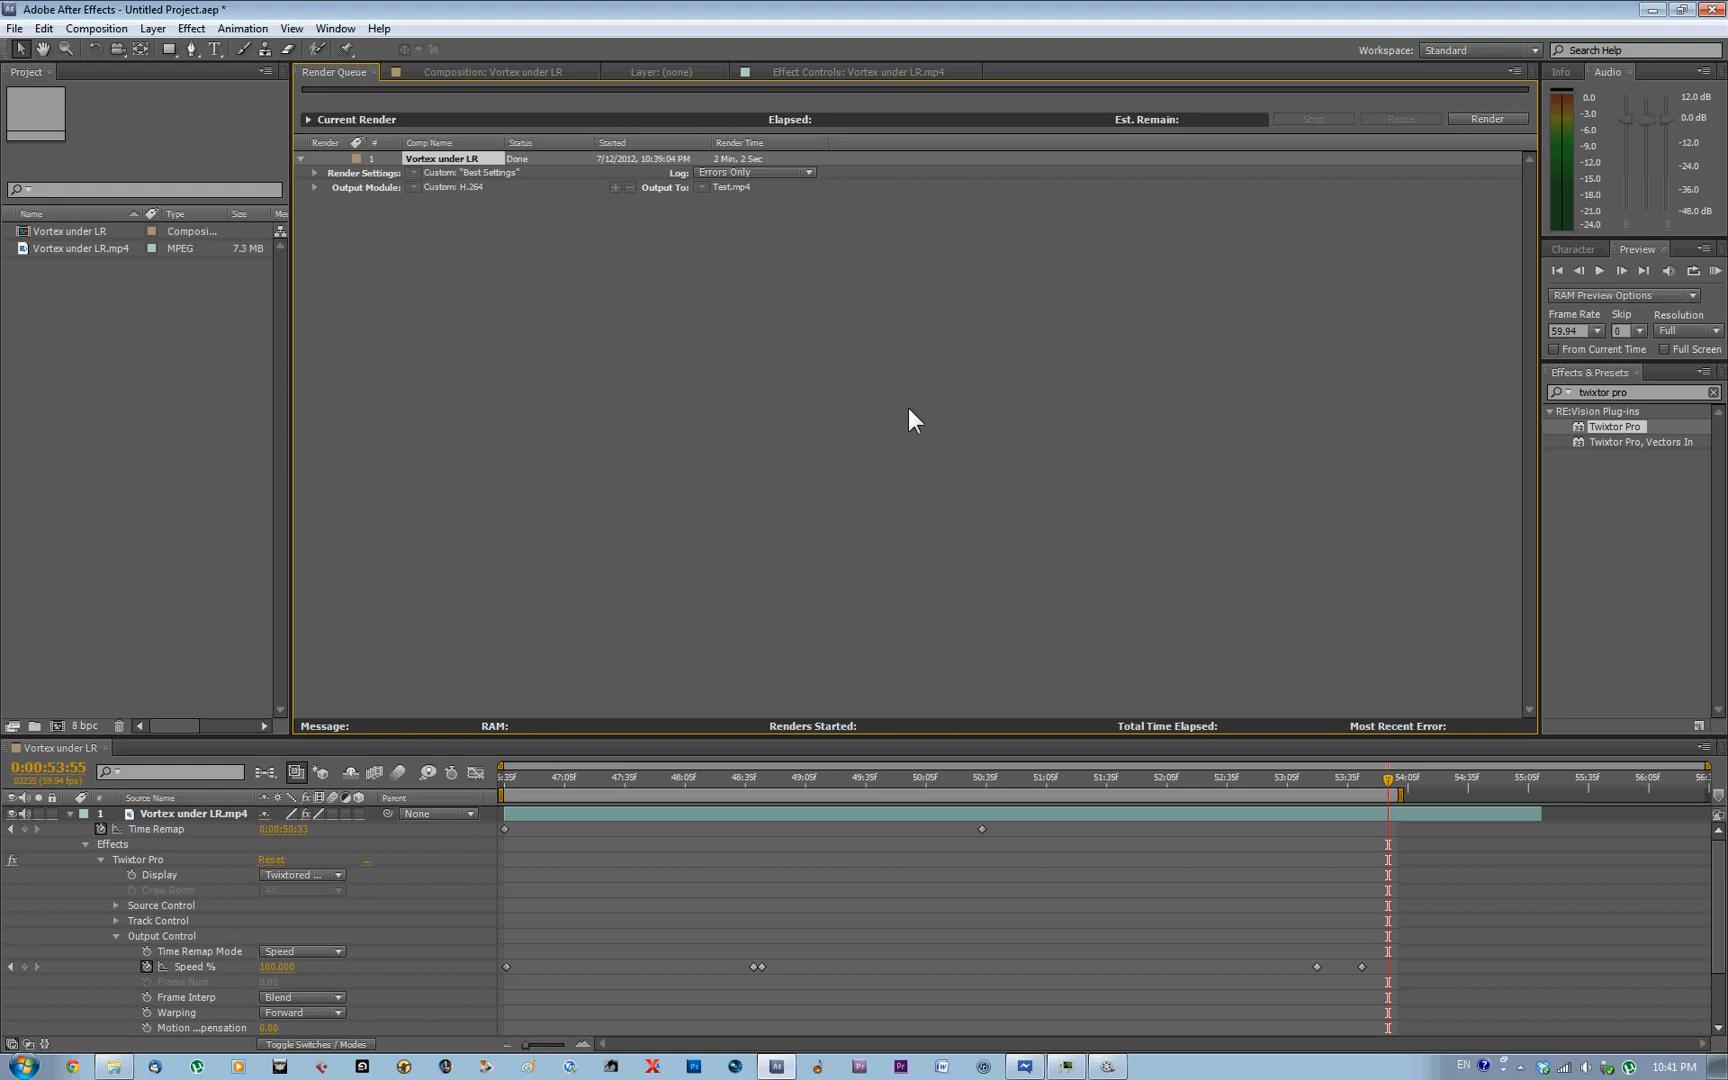 Adobe After Effects - Untitled Project.aep *
File Edit Composition Layer Effect Animation View Window Help
Workspace: Standard Search Help
Project
Render Queue Composition: Vortex under LR Layer: (none) Effect Controls: Vortex under LR.mp4
Info Audio
Current Render Elapsed: Est. Remain: Stop Pause Render
Render # Comp Name Status Started Render Time
1 Vortex under LR Done 7/12/2012, 10:39:04 PM 2 Min, 2 Sec
Render Settings: Custom: "Best Settings" Log: Errors Only
Output Module: Custom: H.264 Output To: Test.mp4
0.0 12.0 dB
-3.0 0.0 dB
-6.0
-9.0 -12.0
-12.0
-15.0 -24.0
-18.0 -36.0
-21.0 -48.0 dB
-24.0 0 0
Name Type Size Me
Vortex under LR Composi...
Vortex under LR.mp4 MPEG 7.3 MB
Character Preview
RAM Preview Options
Frame Rate Skip Resolution
59.94 0 Full
From Current Time Full Screen
Effects & Presets
twixtor pro
RE:Vision Plug-ins
Twixtor Pro
Twixtor Pro, Vectors In
8 bpc
Message: RAM: Renders Started: Total Time Elapsed: Most Recent Error:
Vortex under LR
0:00:53:55
03235 (59.94 fps)
:35f 47:05f 47:35f 48:05f 48:35f 49:05f 49:35f 50:05f 50:35f 51:05f 51:35f 52:05f 52:35f 53:05f 53:35f 54:05f 54:35f 55:05f 55:35f 56:05f 56:3
# Source Name Parent
1 Vortex under LR.mp4 None
Time Remap 0:00:50:33
Effects
fx Twixtor Pro Reset ...
Display Twixtored ...
Draw Geom All
Source Control
Track Control
Output Control
Time Remap Mode Speed
Speed % 100.000
Frame Num 0.00
Frame Interp Blend
Warping Forward
Motion ...pensation 0.00
Toggle Switches / Modes
EN 10:41 PM